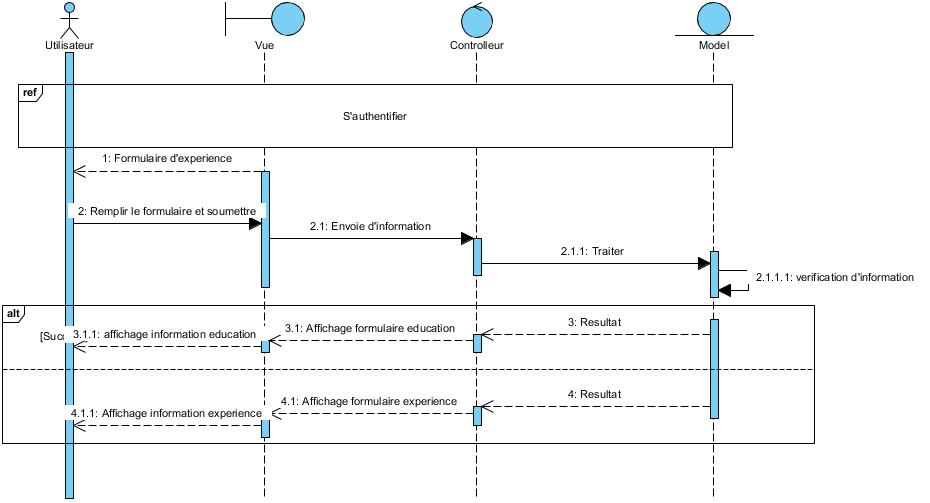 Utilisateur
Vue
Controlleur
Model
ref
S'authentifier
1: Formulaire d'experience
2: Remplir le formulaire et soumettre
2.1: Envoie d'information
2.1.1: Traiter
2.1.1.1: verification d'information
alt
3: Resultat
3.1: Affichage formulaire education
3.1.1: affichage information education
4: Resultat
4.1: Affichage formulaire experience
4.1.1: Affichage information experience